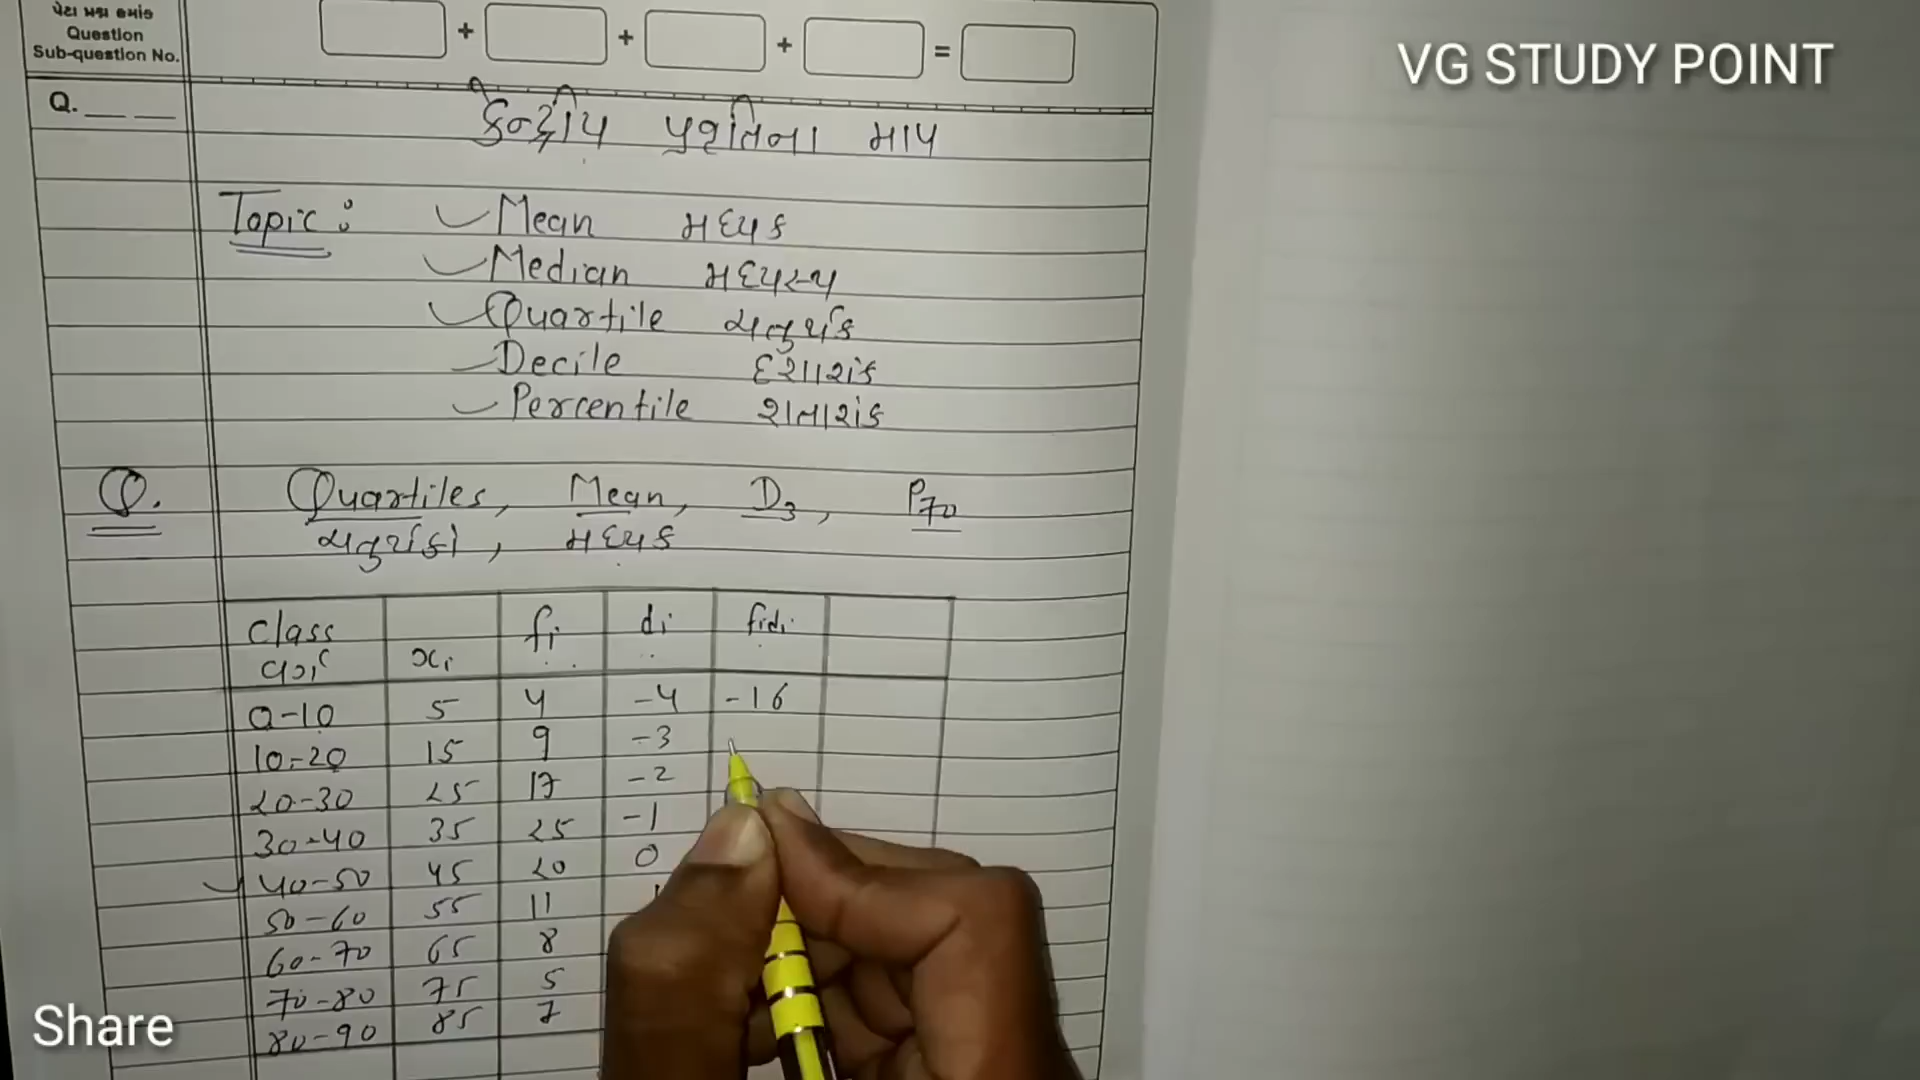 પેટા પ્રશ્ન ક્રમાંક
Question
Sub-question No.
+ + + =
VG STUDY POINT
Q. __ __
માપ
Topic : Mean મધ્યક
Median મધ્યસ્થ
Quartile ચતુર્થક
Decile દશાંશક
Percentile શતાંશક
Q. Quartiles, Mean, D3, P70
ચતુર્થકો, મધ્યક
Class વર્ગ xi fi di fidi
0-10 5 4 -4 -16
10-20 15 9 -3
20-30 25 17 -2
30-40 35 25 -1
40-50 45 20 0
50-60 55 11
60-70 65 8
70-80 75 5
80-90 85 7
Share